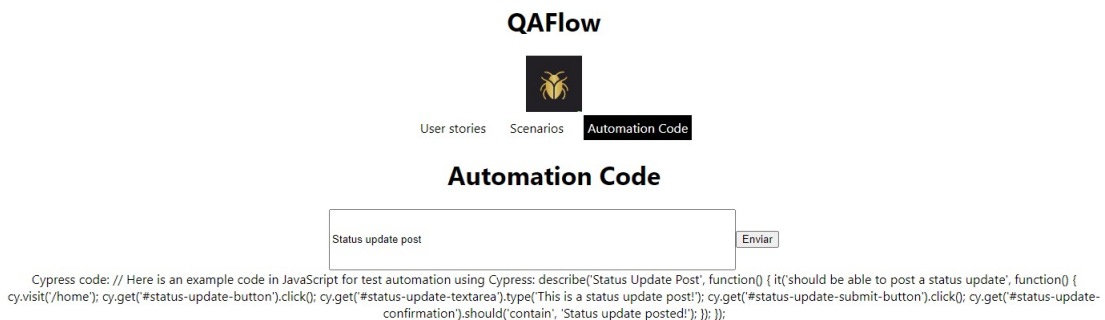 QAFlow
User stories Scenarios Automation Code
Automation Code
Status update post Enviar
Cypress code: // Here is an example code in JavaScript for test automation using Cypress: describe('Status Update Post', function() { it('should be able to post a status update', function() {
cy.visit('/home'); cy.get('#status-update-button').click(); cy.get('#status-update-textarea').type('This is a status update post!'); cy.get('#status-update-submit-button').click(); cy.get('#status-update-
confirmation').should('contain', 'Status update posted!'); }); });